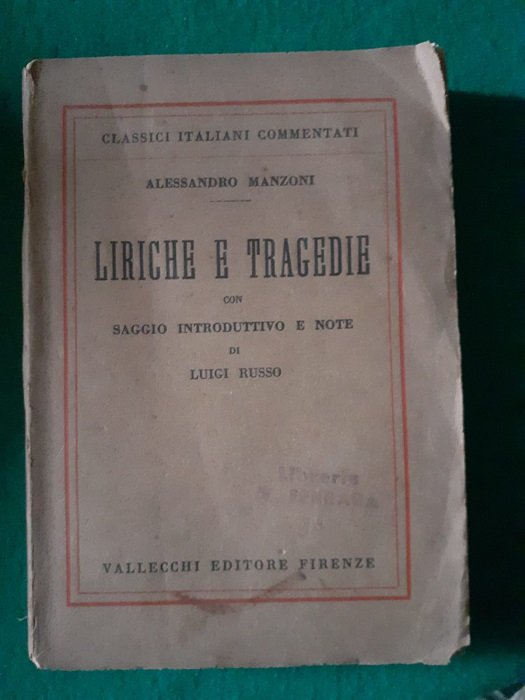 CLASSICI ITALIANI COMMENTATI
ALESSANDRO MANZONI
LIRICHE E TRAGEDIE
CON
SAGGIO INTRODUTTIVO E NOTE
DI
LUIGI RUSSO
Libreria
VALLECCHI EDITORE FIRENZE